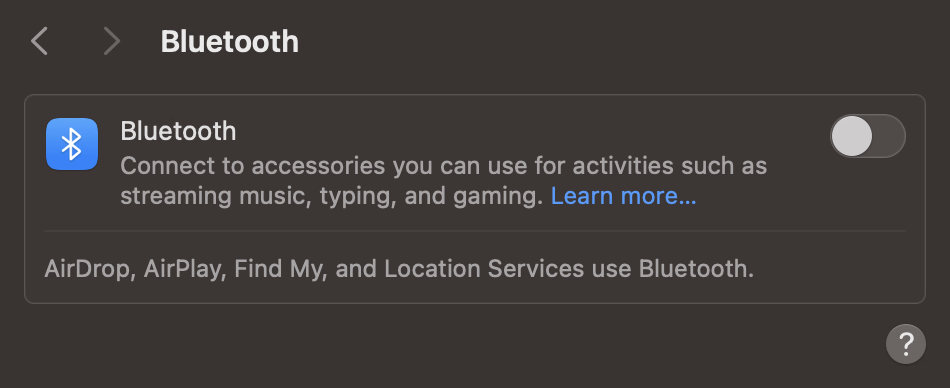 Bluetooth
Bluetooth
Connect to accessories you can use for activities such as
streaming music, typing, and gaming. Learn more...
AirDrop, AirPlay, Find My, and Location Services use Bluetooth.
?